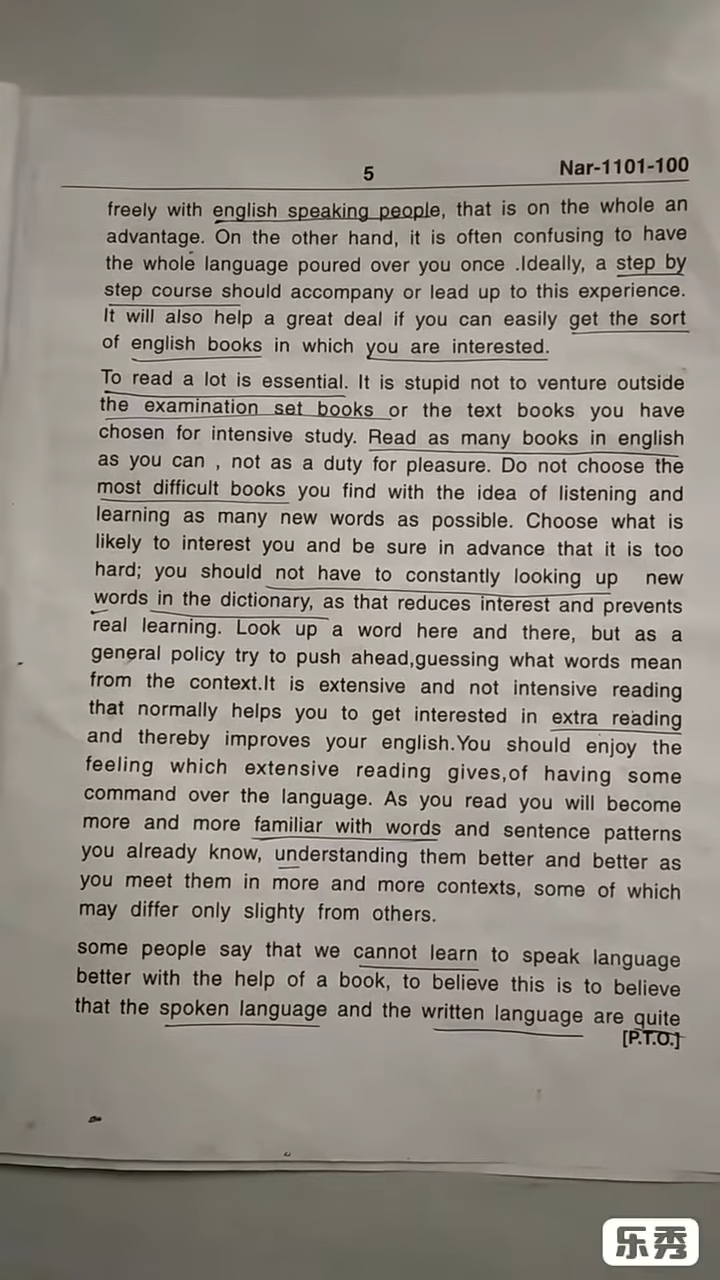 5
Nar-1101-100
freely with english speaking people, that is on the whole an
advantage. On the other hand, it is often confusing to have
the whole language poured over you once .Ideally, a step by
step course should accompany or lead up to this experience.
It will also help a great deal if you can easily get the sort
of english books in which you are interested.
To read a lot is essential. It is stupid not to venture outside
the examination set books or the text books you have
chosen for intensive study. Read as many books in english
as you can , not as a duty for pleasure. Do not choose the
most difficult books you find with the idea of listening and
learning as many new words as possible. Choose what is
likely to interest you and be sure in advance that it is too
hard; you should not have to constantly looking up new
words in the dictionary, as that reduces interest and prevents
real learning. Look up a word here and there, but as a
general policy try to push ahead,guessing what words mean
from the context.It is extensive and not intensive reading
that normally helps you to get interested in extra reading
and thereby improves your english.You should enjoy the
feeling which extensive reading gives,of having some
command over the language. As you read you will become
more and more familiar with words and sentence patterns
you already know, understanding them better and better as
you meet them in more and more contexts, some of which
may differ only slighty from others.
some people say that we cannot learn to speak language
better with the help of a book, to believe this is to believe
that the spoken language and the written language are quite
[P.T.O.]
乐秀